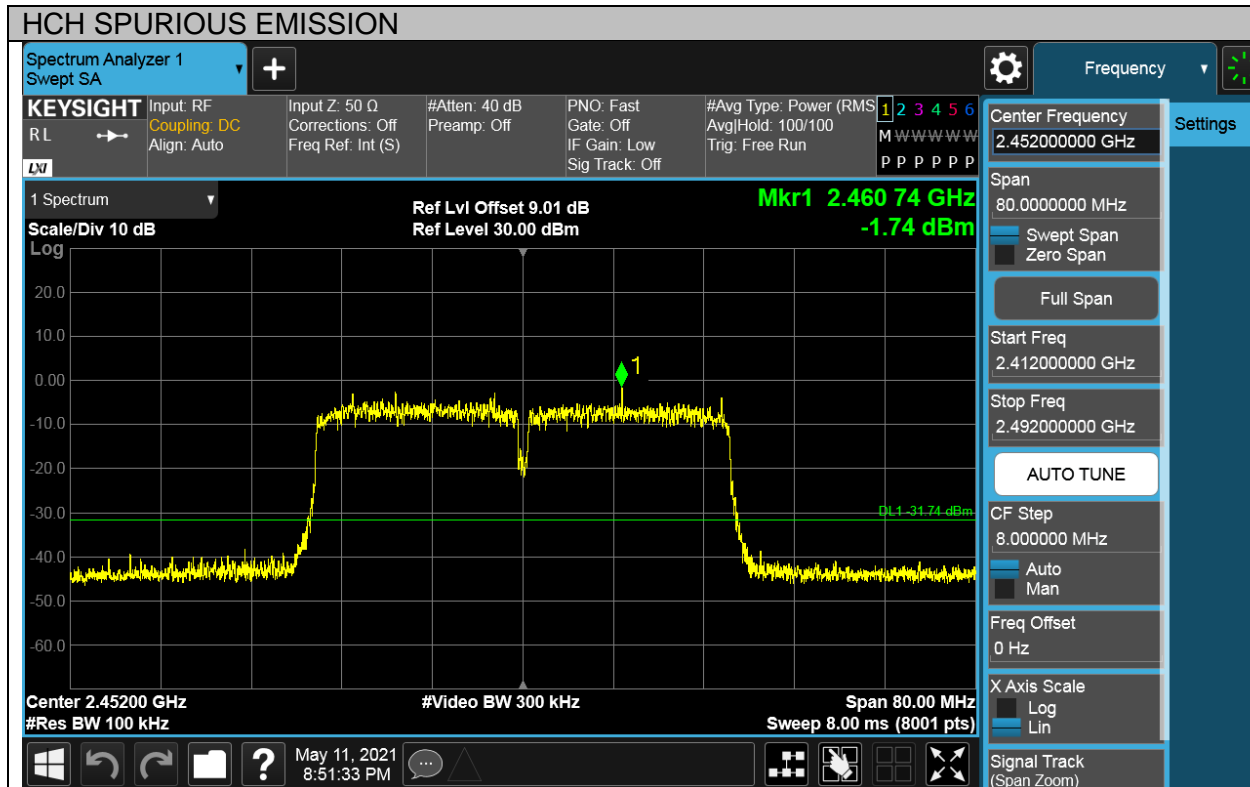 HCH SPURIOUS EMISSION
Spectrum Analyzer 1
Swept SA
Frequency
KEYSIGHT
RL
LXI
Input: RF
Coupling: DC
Align: Auto
Input Z: 50 Ω
Corrections: Off
Freq Ref: Int (S)
#Atten: 40 dB
Preamp: Off
PNO: Fast
Gate: Off
IF Gain: Low
Sig Track: Off
#Avg Type: Power (RMS
Avg|Hold: 100/100
Trig: Free Run
1 2 3 4 5 6
M W W W W W
P P P P P P
1 Spectrum
Scale/Div 10 dB
Log
Ref Lvl Offset 9.01 dB
Ref Level 30.00 dBm
Mkr1 2.460 74 GHz
-1.74 dBm
20.0
10.0
0.00
-10.0
-20.0
-30.0
-40.0
-50.0
-60.0
1
DL1 -31.74 dBm
Center 2.45200 GHz
#Res BW 100 kHz
#Video BW 300 kHz
Span 80.00 MHz
Sweep 8.00 ms (8001 pts)
May 11, 2021
8:51:33 PM
Center Frequency
2.452000000 GHz
Settings
Span
80.0000000 MHz
Swept Span
Zero Span
Full Span
Start Freq
2.412000000 GHz
Stop Freq
2.492000000 GHz
AUTO TUNE
CF Step
8.000000 MHz
Auto
Man
Freq Offset
0 Hz
X Axis Scale
Log
Lin
Signal Track
(Span Zoom)